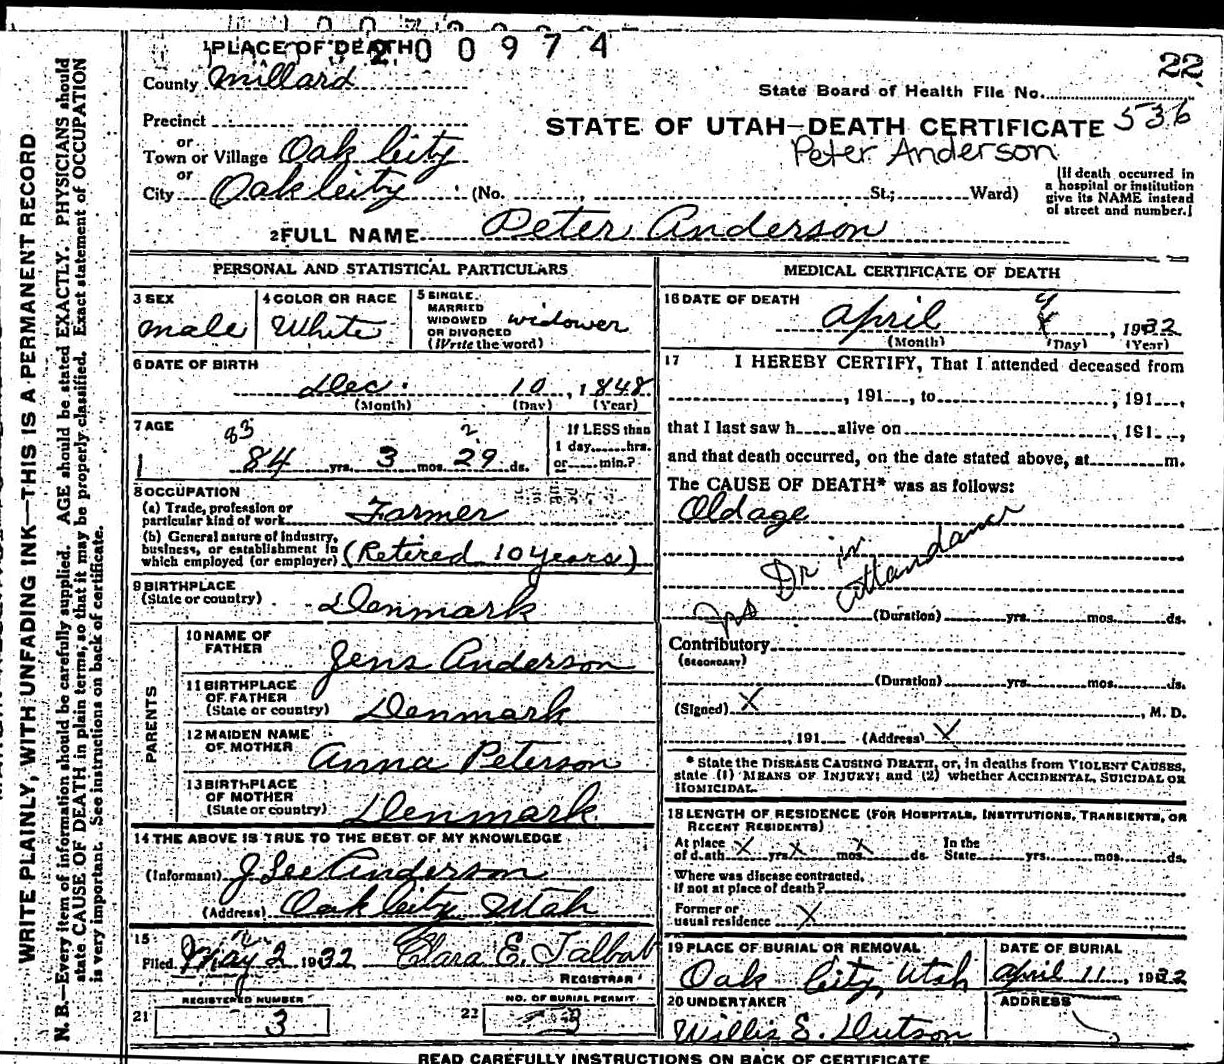 3200974
22
1 PLACE OF DEATH
County Millard
State Board of Health File No. 536
Precinct
STATE OF UTAH—DEATH CERTIFICATE
or
Town or Village Oak City
Peter Anderson
or
City Oak City (No. St.; Ward)
[If death occurred in
a hospital or institution
give its NAME instead
of street and number.]
2 FULL NAME Peter Anderson
PERSONAL AND STATISTICAL PARTICULARS
3 SEX
male
4 COLOR OR RACE
White
5 SINGLE,
MARRIED
WIDOWED
OR DIVORCED
(Write the word)
widower
6 DATE OF BIRTH
Dec. 10, 1848
(Month) (Day) (Year)
7 AGE
83 2
84 yrs. 3 mos. 29 ds.
If LESS than
1 day,......hrs.
or......min.?
8 OCCUPATION
(a) Trade, profession or
particular kind of work Farmer
(b) General nature of industry,
business, or establishment in
which employed (or employer) (Retired 10 years)
9 BIRTHPLACE
(State or country) Denmark
PARENTS
10 NAME OF
FATHER Jens Anderson
11 BIRTHPLACE
OF FATHER
(State or country) Denmark
12 MAIDEN NAME
OF MOTHER Anna Peterson
13 BIRTHPLACE
OF MOTHER
(State or country) Denmark
14 THE ABOVE IS TRUE TO THE BEST OF MY KNOWLEDGE
(Informant) J Lee Anderson
(Address) Oak City Utah
15
Filed May 2 1932 Clara E. Talbot
REGISTRAR
REGISTERED NUMBER
21 3
NO. OF BURIAL PERMIT
22 3
MEDICAL CERTIFICATE OF DEATH
16 DATE OF DEATH
April 9, 1932
(Month) (Day) (Year)
17 I HEREBY CERTIFY, That I attended deceased from
, 191, to , 191,
that I last saw h alive on , 191,
and that death occurred, on the date stated above, at m.
The CAUSE OF DEATH* was as follows:
Old age
Dr in
attendance
(Duration) yrs. mos. ds.
Contributory
(SECONDARY)
(Duration) yrs. mos. ds.
(Signed) X , M. D.
, 191 (Address) X
* State the DISEASE CAUSING DEATH, or, in deaths from VIOLENT CAUSES,
state (1) MEANS OF INJURY; and (2) whether ACCIDENTAL, SUICIDAL OR
HOMICIDAL.
18 LENGTH OF RESIDENCE (FOR HOSPITALS, INSTITUTIONS, TRANSIENTS, OR
RECENT RESIDENTS)
At place
of death X yrs X mos X ds.
In the
State yrs. mos. ds.
Where was disease contracted,
if not at place of death?
Former or
usual residence X
19 PLACE OF BURIAL OR REMOVAL
Oak City, Utah
DATE OF BURIAL
April 11, 1932
20 UNDERTAKER
Willis E. Dutson
ADDRESS
READ CAREFULLY INSTRUCTIONS ON BACK OF CERTIFICATE
WRITE PLAINLY, WITH UNFADING INK—THIS IS A PERMANENT RECORD
N. B.—Every item of information should be carefully supplied. AGE should be stated EXACTLY. PHYSICIANS should
state CAUSE OF DEATH in plain terms, so that it may be properly classified. Exact statement of OCCUPATION
is very important. See instructions on back of certificate.